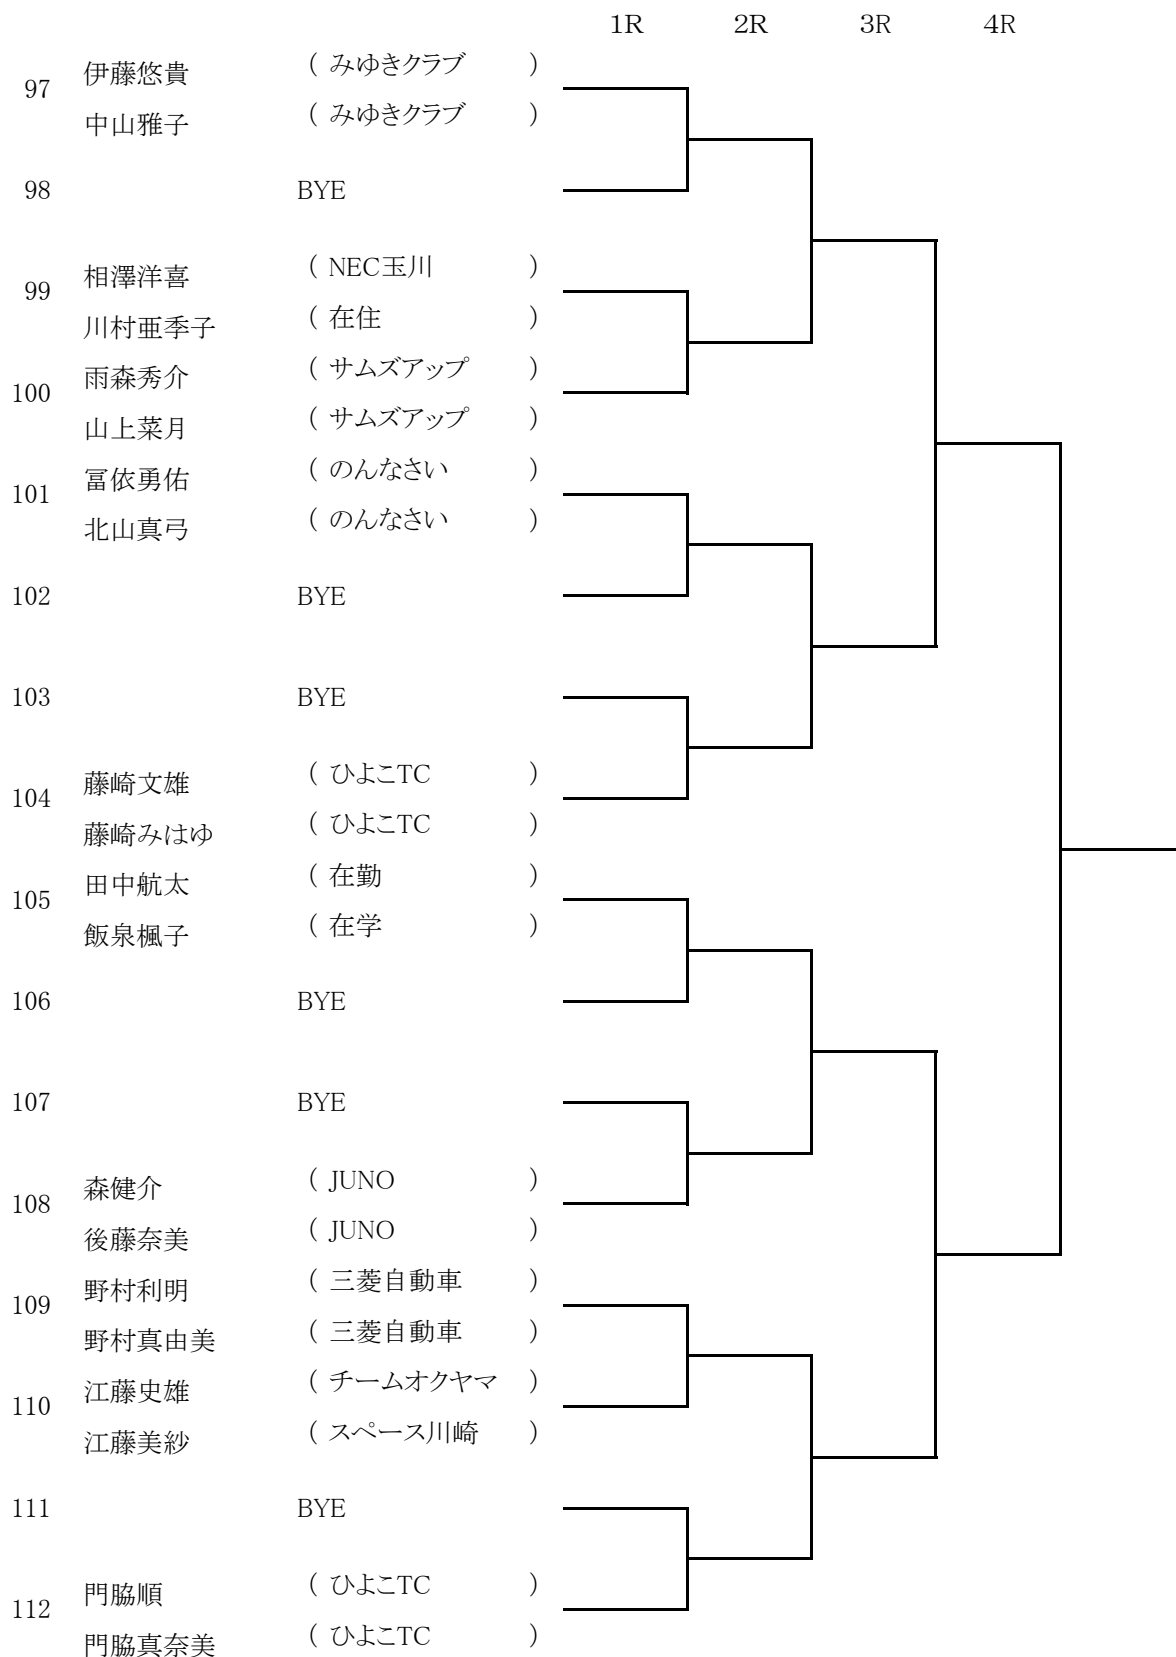 1R 2R 3R 4R
伊藤悠貴 ( みゆきクラブ )
97
中山雅子 ( みゆきクラブ )
98 BYE
相澤洋喜 ( NEC玉川 )
99
川村亜季子 ( 在住 )
雨森秀介 ( サムズアップ )
100
山上菜月 ( サムズアップ )
冨依勇佑 ( のんなさい )
101
北山真弓 ( のんなさい )
102 BYE
103 BYE
藤崎文雄 ( ひよこTC )
104
藤崎みはゆ ( ひよこTC )
田中航太 ( 在勤 )
105
飯泉楓子 ( 在学 )
106 BYE
107 BYE
森健介 ( JUNO )
108
後藤奈美 ( JUNO )
野村利明 ( 三菱自動車 )
109
野村真由美 ( 三菱自動車 )
江藤史雄 ( チームオクヤマ )
110
江藤美紗 ( スペース川崎 )
111 BYE
門脇順 ( ひよこTC )
112
門脇真奈美 ( ひよこTC )